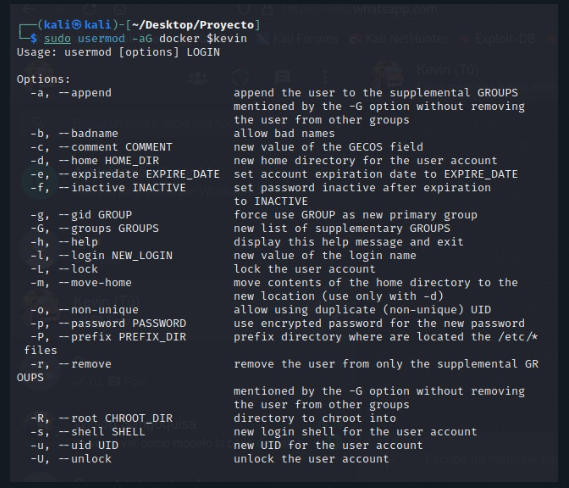 whatsapp.com
┌──(kali㉿kali)-[~/Desktop/Proyecto]
└─$ sudo usermod -aG docker $kevin
Usage: usermod [options] LOGIN
Options:
-a, --append append the user to the supplemental GROUPS
mentioned by the -G option without removing
the user from other groups
-b, --badname allow bad names
-c, --comment COMMENT new value of the GECOS field
-d, --home HOME_DIR new home directory for the user account
-e, --expiredate EXPIRE_DATE set account expiration date to EXPIRE_DATE
-f, --inactive INACTIVE set password inactive after expiration
to INACTIVE
-g, --gid GROUP force use GROUP as new primary group
-G, --groups GROUPS new list of supplementary GROUPS
-h, --help display this help message and exit
-l, --login NEW_LOGIN new value of the login name
-L, --lock lock the user account
-m, --move-home move contents of the home directory to the
new location (use only with -d)
-o, --non-unique allow using duplicate (non-unique) UID
-p, --password PASSWORD use encrypted password for the new password
-P, --prefix PREFIX_DIR prefix directory where are located the /etc/*
files
-r, --remove remove the user from only the supplemental GR
OUPS
mentioned by the -G option without removing
the user from other groups
-R, --root CHROOT_DIR directory to chroot into
-s, --shell SHELL new login shell for the user account
-u, --uid UID new UID for the user account
-U, --unlock unlock the user account